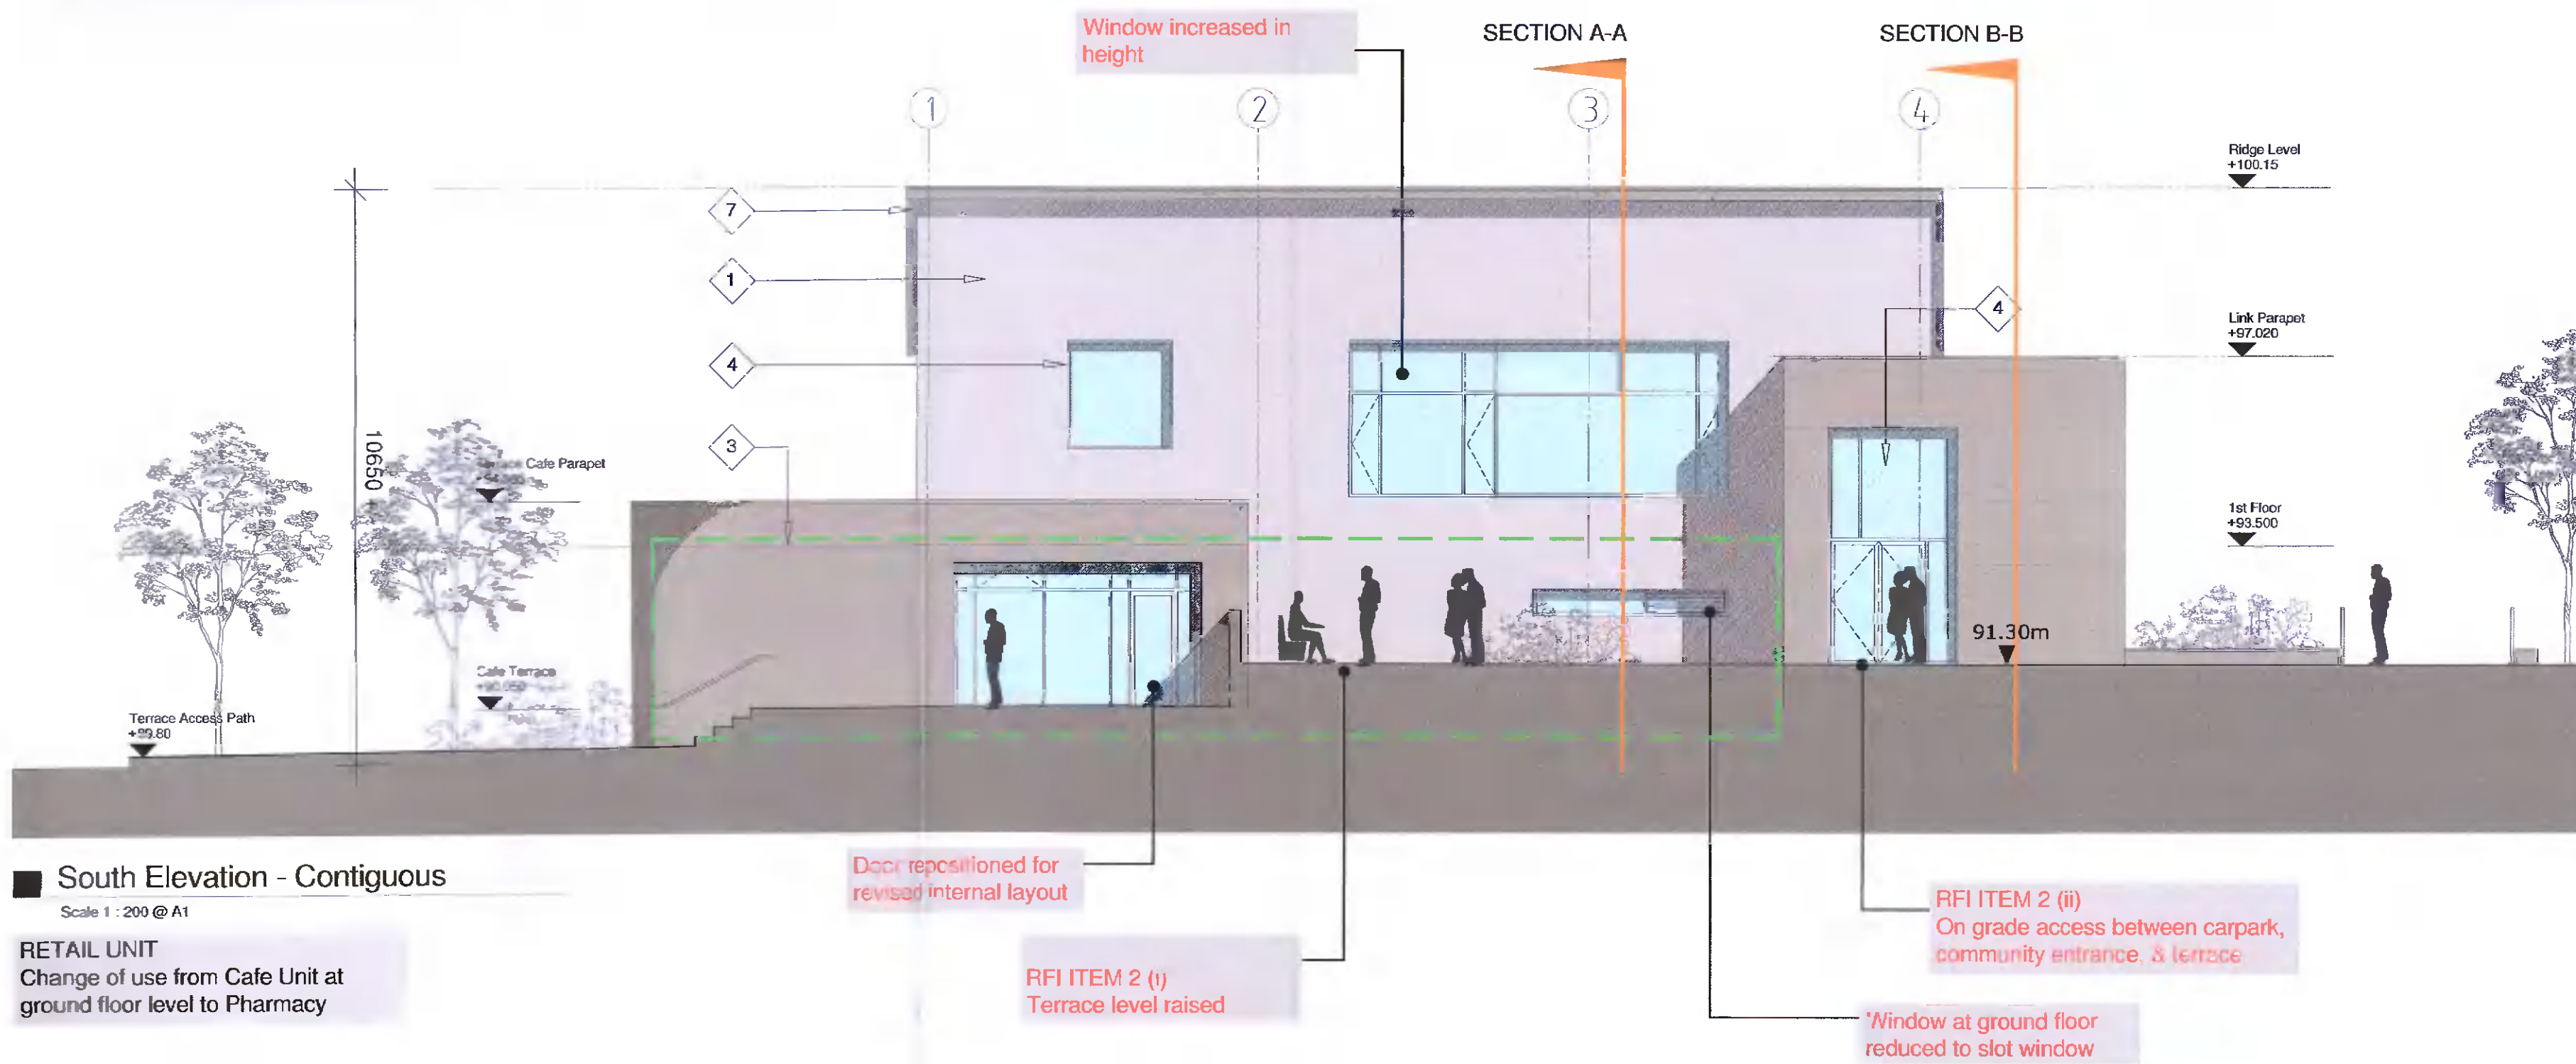 Window increased in
height
SECTION A-A
SECTION B-B
1
2
3
4
Ridge Level
+100.15
7
1
4
Link Parapet
+97.020
4
3
10650
Cafe Parapet
1st Floor
+93.500
91.30m
Cafe Terrace
Terrace Access Path
+89.80
Door repositioned for
revised internal layout
South Elevation - Contiguous
Scale 1 : 200 @ A1
RETAIL UNIT
Change of use from Cafe Unit at
ground floor level to Pharmacy
RFI ITEM 2 (i)
Terrace level raised
RFI ITEM 2 (ii)
On grade access between carpark,
community entrance, & terrace
Window at ground floor
reduced to slot window